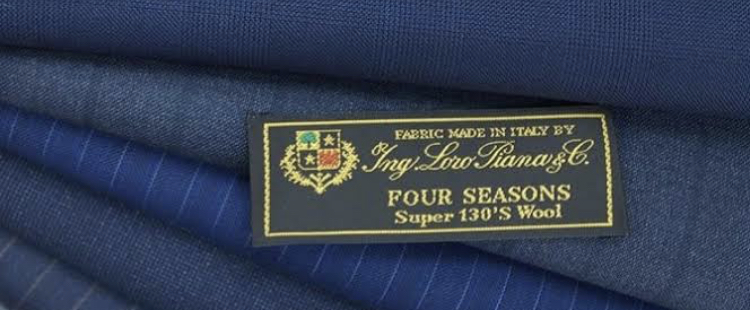 FABRIC MADE IN ITALY BY
Ing. Loro Piana & C.
FOUR SEASONS
Super 130'S Wool